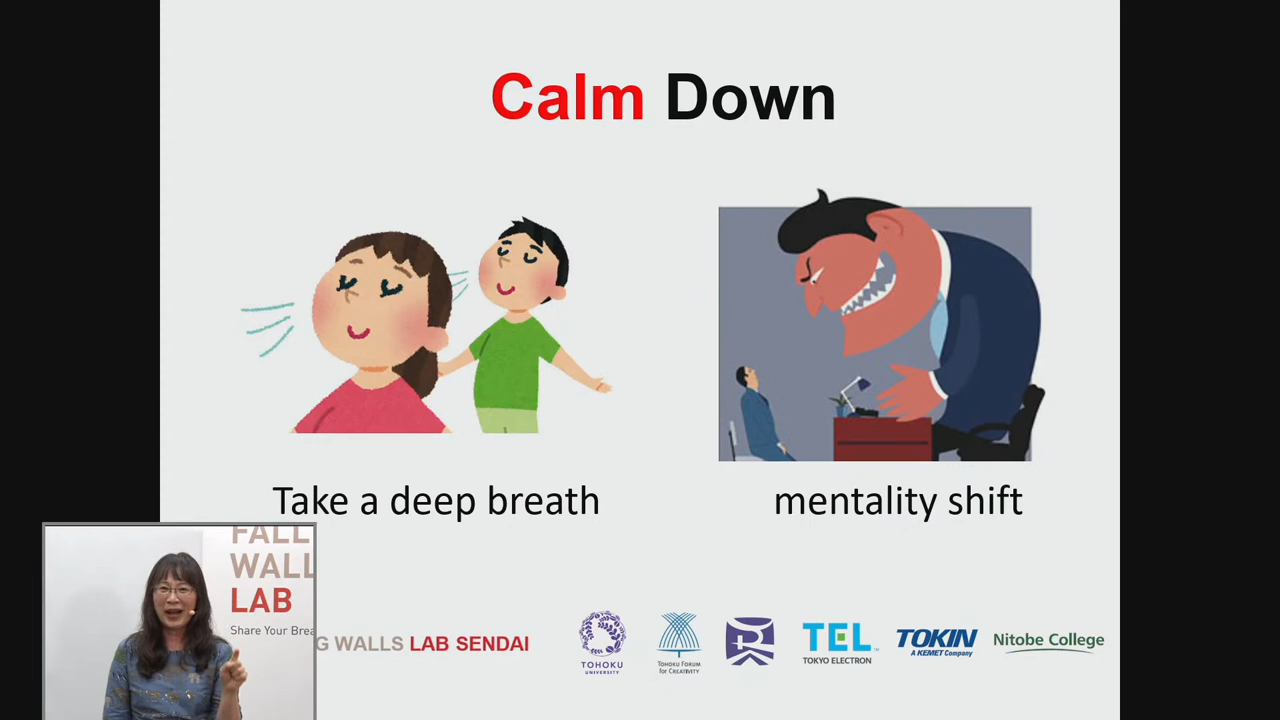 Calm Down
Take a deep breath
mentality shift
FALL
WALL
LAB
Share Your Brea
G WALLS LAB SENDAI
TOHOKU
UNIVERSITY
TOHOKU FORUM
for CREATIVITY
TEL
TOKYO ELECTRON
TOKIN
A KEMET Company
Nitobe College